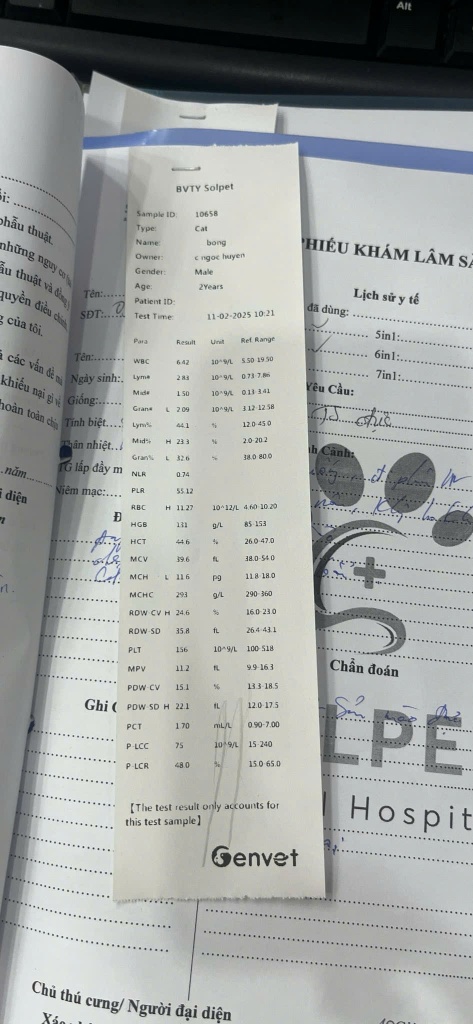 Alt
BVTY Solpet
Sample ID: 10658
Type: Cat
Name: bong
Owner: c ngoc huyen
Gender: Male
Age: 2Years
Patient ID:
Test Time: 11-02-2025 10:21
Para Result Unit Ref. Range
WBC 6.42 10^9/L 5.50-19.50
Lym# 2.83 10^9/L 0.73-7.86
Mid# 1.50 10^9/L 0.13-3.41
Gran# L 2.09 10^9/L 3.12-12.58
Lym% 44.1 % 12.0-45.0
Mid% H 23.3 % 2.0-20.2
Gran% L 32.6 % 38.0-80.0
NLR 0.74
PLR 55.12
RBC H 11.27 10^12/L 4.60-10.20
HGB 131 g/L 85-153
HCT 44.6 % 26.0-47.0
MCV 39.6 fL 38.0-54.0
MCH L 11.6 pg 11.8-18.0
MCHC 293 g/L 290-360
RDW-CV H 24.6 % 16.0-23.0
RDW-SD 35.8 fL 26.4-43.1
PLT 156 10^9/L 100-518
MPV 11.2 fL 9.9-16.3
PDW-CV 15.1 % 13.3-18.5
PDW-SD H 22.1 fL 12.0-17.5
PCT 1.70 mL/L 0.90-7.00
P-LCC 75 10^9/L 15-240
P-LCR 48.0 % 15.0-65.0
【The test result only accounts for
this test sample】
Genvet
phẫu thuật.
những nguy cơ
ẫu thuật và đồng
quyền điều chỉnh
g của tôi.
các vấn đề
khiếu nại gì về
hoàn toàn
năm
i diện
PHIẾU KHÁM LÂM SÀ
Lịch sử y tế
Tên:
SĐT:
đã dùng:
5in1:
6in1:
7in1:
Tên:
Ngày sinh:
Giống:
Tính biệt
Thân nhiệt
TG lấp đầy m
Niêm mạc:
Yêu Cầu:
Chẩn đoán
Ghi
LPE
l Hospit
Chủ thú cưng/ Người đại diện